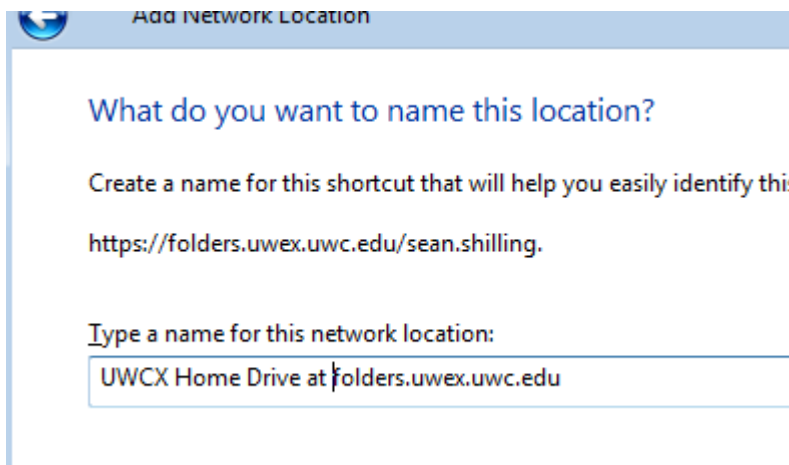 Add Network Location
What do you want to name this location?
Create a name for this shortcut that will help you easily identify this
https://folders.uwex.uwc.edu/sean.shilling.
Type a name for this network location:
UWCX Home Drive at folders.uwex.uwc.edu